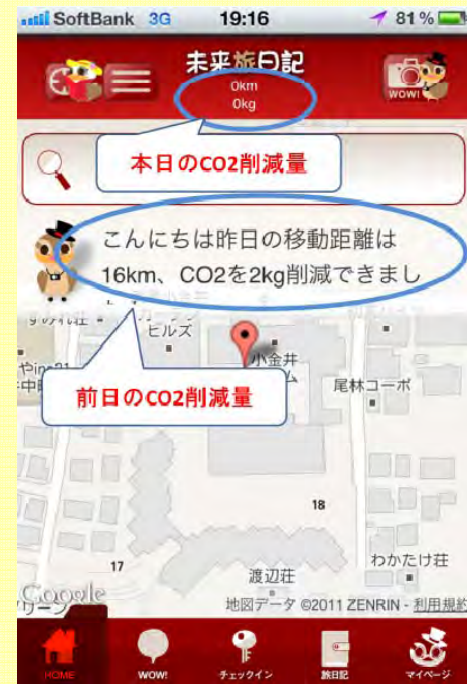 SoftBank 3G 19:16 81%
未来旅日記
0km
0kg
WOW!
本日のCO2削減量
こんにちは昨日の移動距離は
16km、CO2を2kg削減できまし
すみれ荘
ヒルズ
小金井
尾林コーポ
前日のCO2削減量
18
17
わかたけ荘
渡辺荘
Google
地図データ ©2011 ZENRIN - 利用規約
HOME
WOW!
チェックイン
旅日記
マイページ